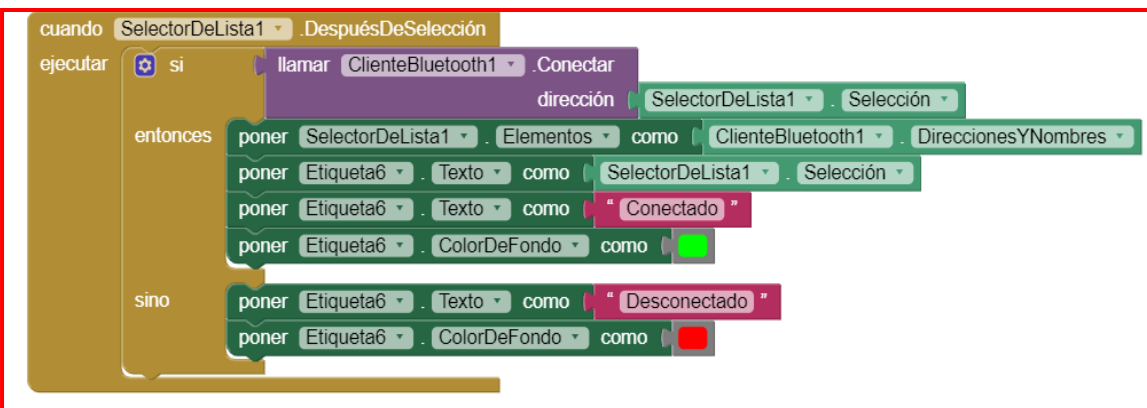 cuando SelectorDeLista1 .DespuésDeSelección
ejecutar si llamar ClienteBluetooth1 .Conectar
dirección SelectorDeLista1 . Selección
entonces poner SelectorDeLista1 . Elementos como ClienteBluetooth1 . DireccionesYNombres
poner Etiqueta6 . Texto como SelectorDeLista1 . Selección
poner Etiqueta6 . Texto como “ Conectado ”
poner Etiqueta6 . ColorDeFondo como
sino poner Etiqueta6 . Texto como “ Desconectado ”
poner Etiqueta6 . ColorDeFondo como